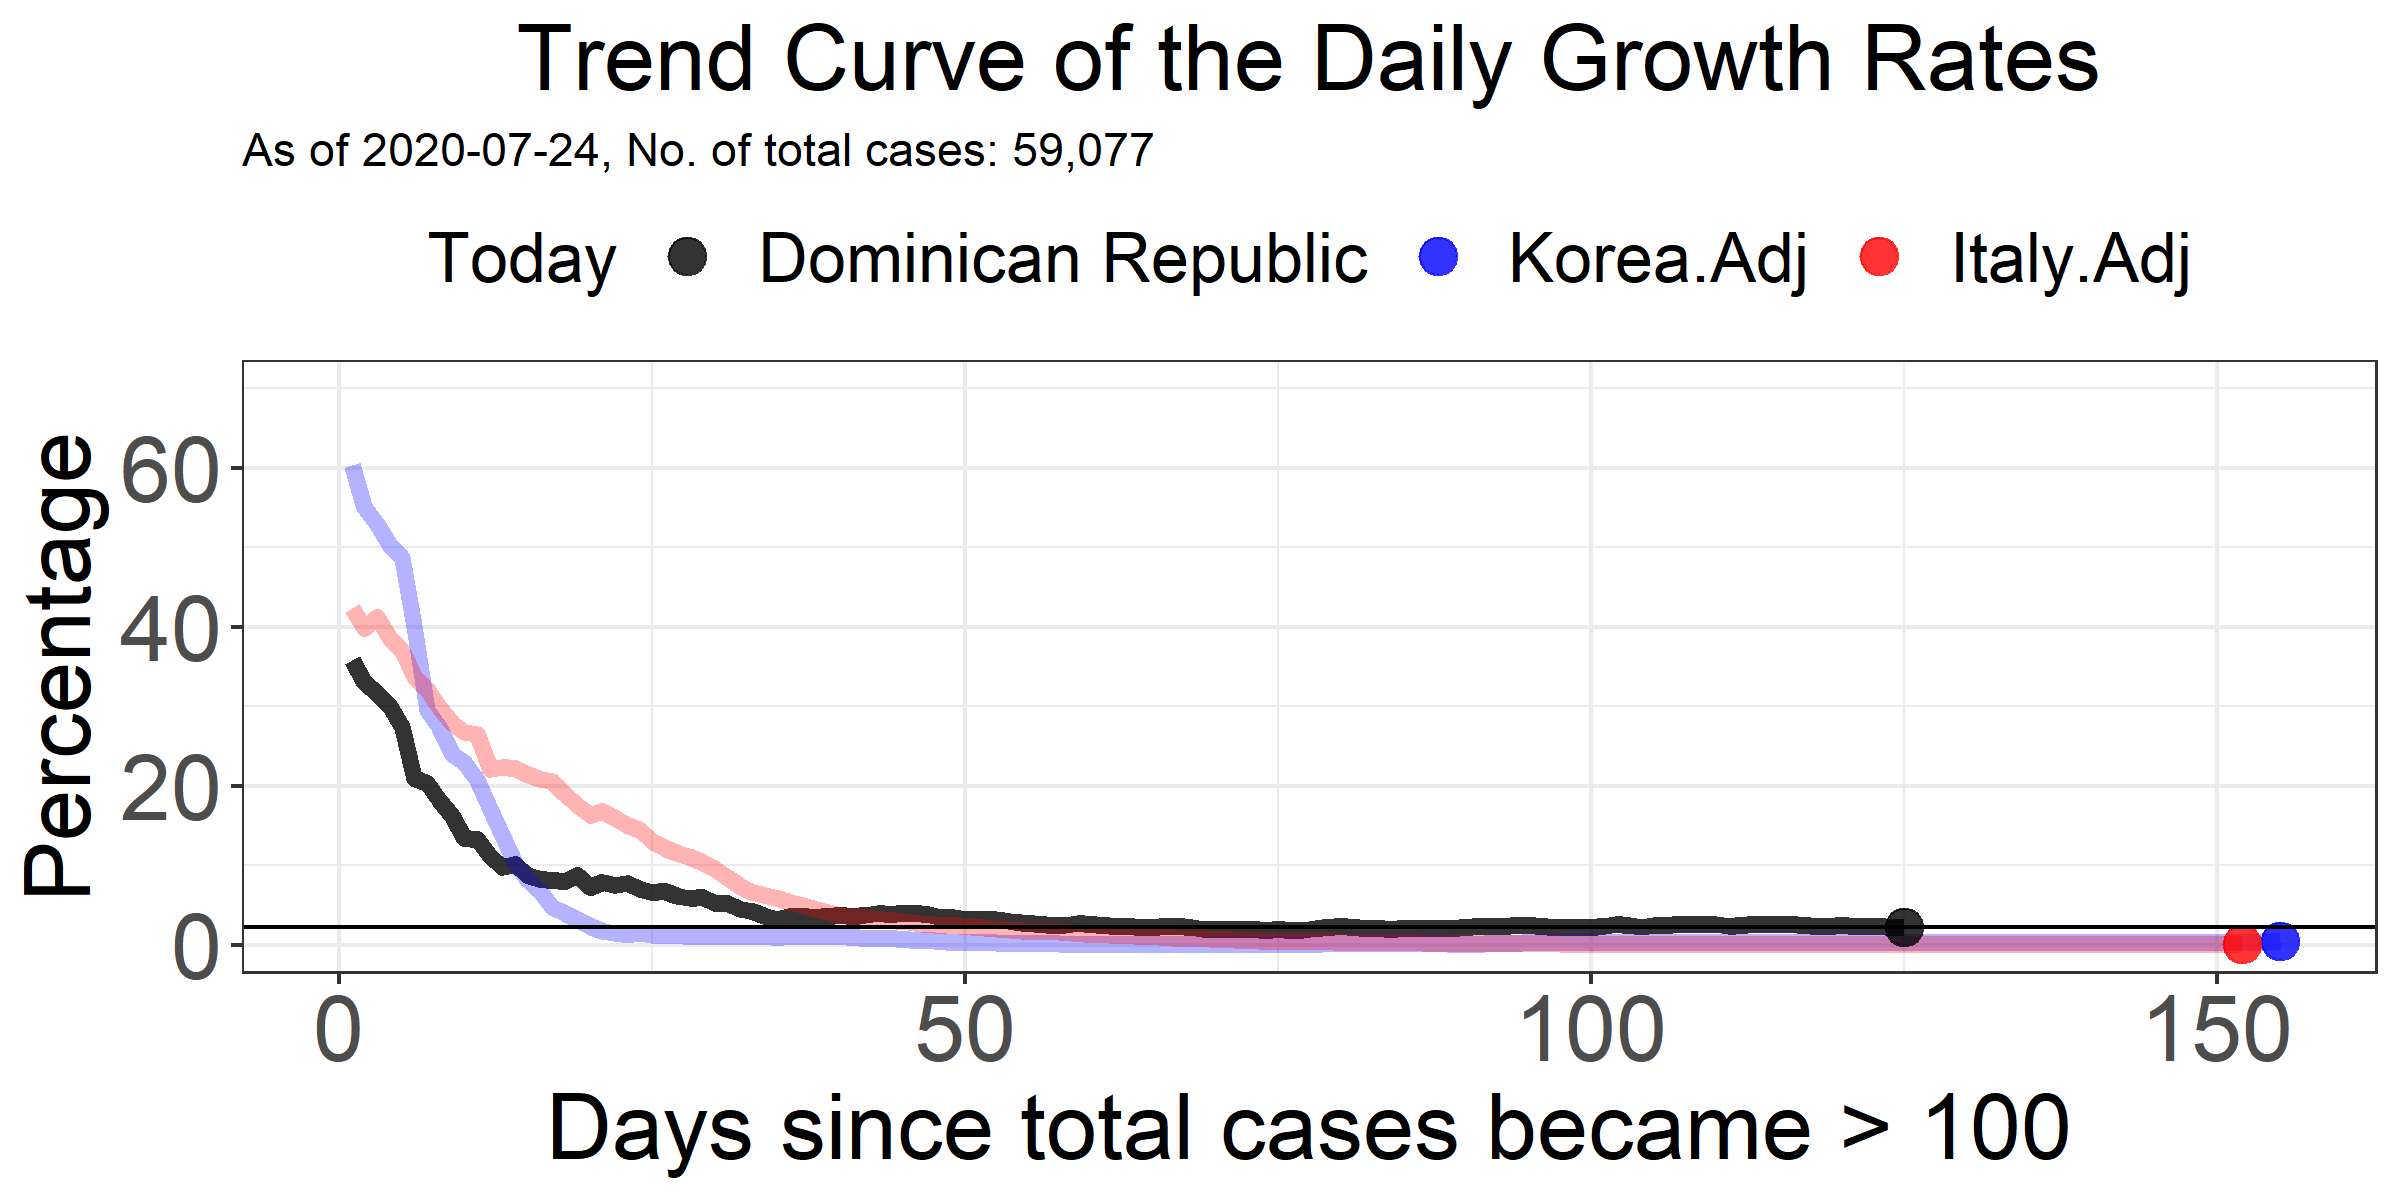 Trend Curve of the Daily Growth Rates
As of 2020-07-24, No. of total cases: 59,077
Today Dominican Republic Korea.Adj Italy.Adj
Percentage
60
40
20
0
0 50 100 150
Days since total cases became > 100